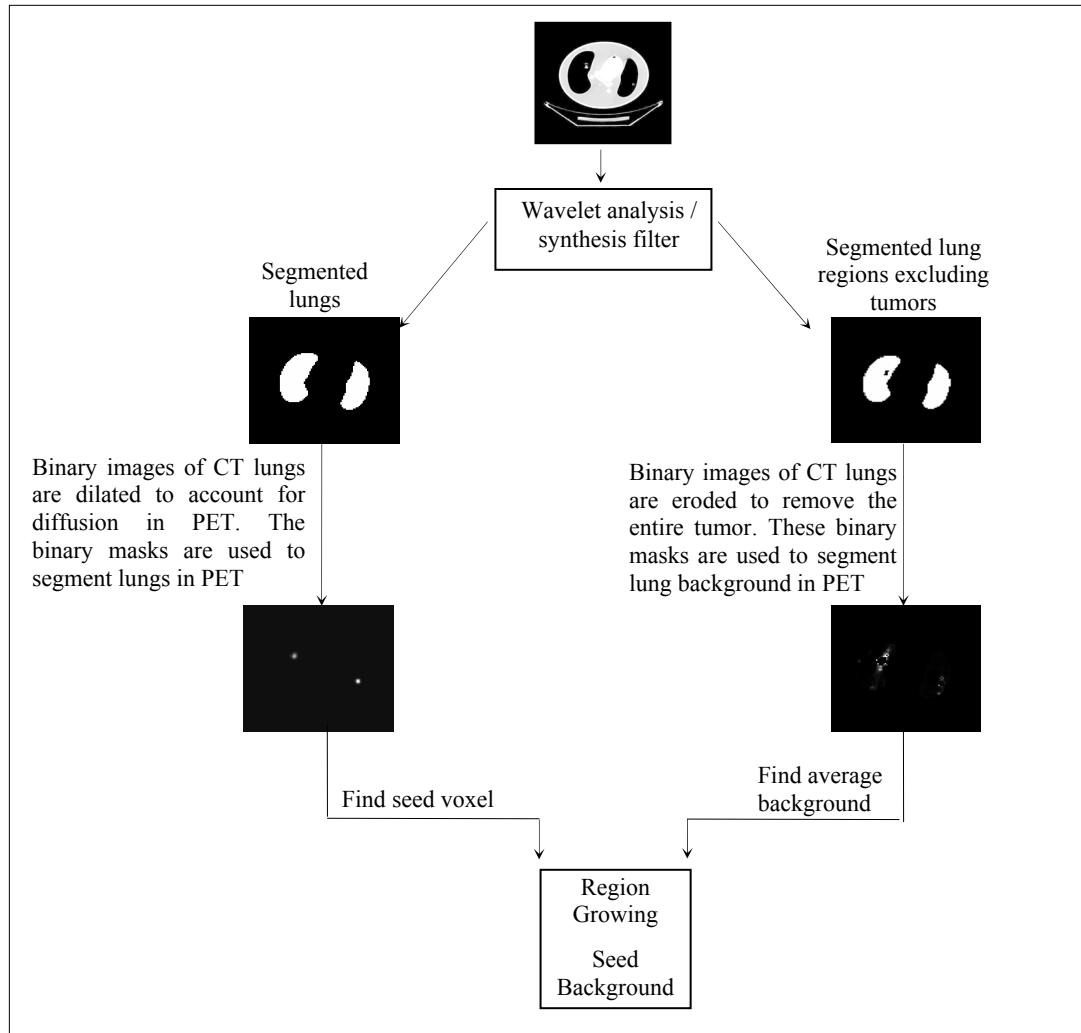 Wavelet analysis /
synthesis filter
Segmented
lungs
Segmented lung
regions excluding
tumors
Binary images of CT lungs
are dilated to account for
diffusion in PET. The
binary masks are used to
segment lungs in PET
Binary images of CT lungs
are eroded to remove the
entire tumor. These binary
masks are used to segment
lung background in PET
Find seed voxel
Find average
background
Region
Growing
Seed
Background